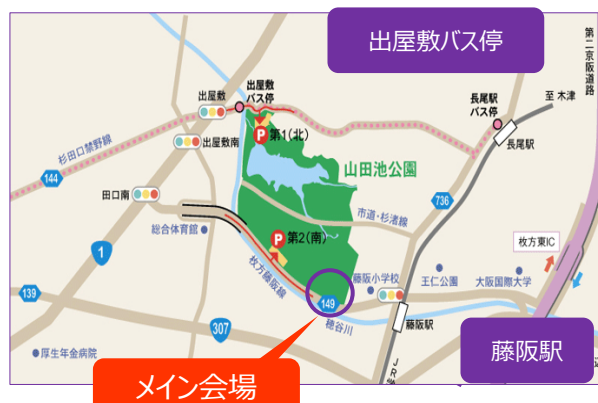 出屋敷バス停
第二京阪道路
出屋敷
バス停
出屋敷
長尾駅
バス停
至 木津
第1(北)
出屋敷南
長尾駅
杉田口禁野線
山田池公園
144
田口南
736
市道・杉渚線
総合体育館
枚方東IC
1
第2(南)
枚方藤阪線
藤阪小学校
王仁公園
大阪国際大学
139
149
307
穂谷川
藤阪駅
藤阪駅
厚生年金病院
メイン会場